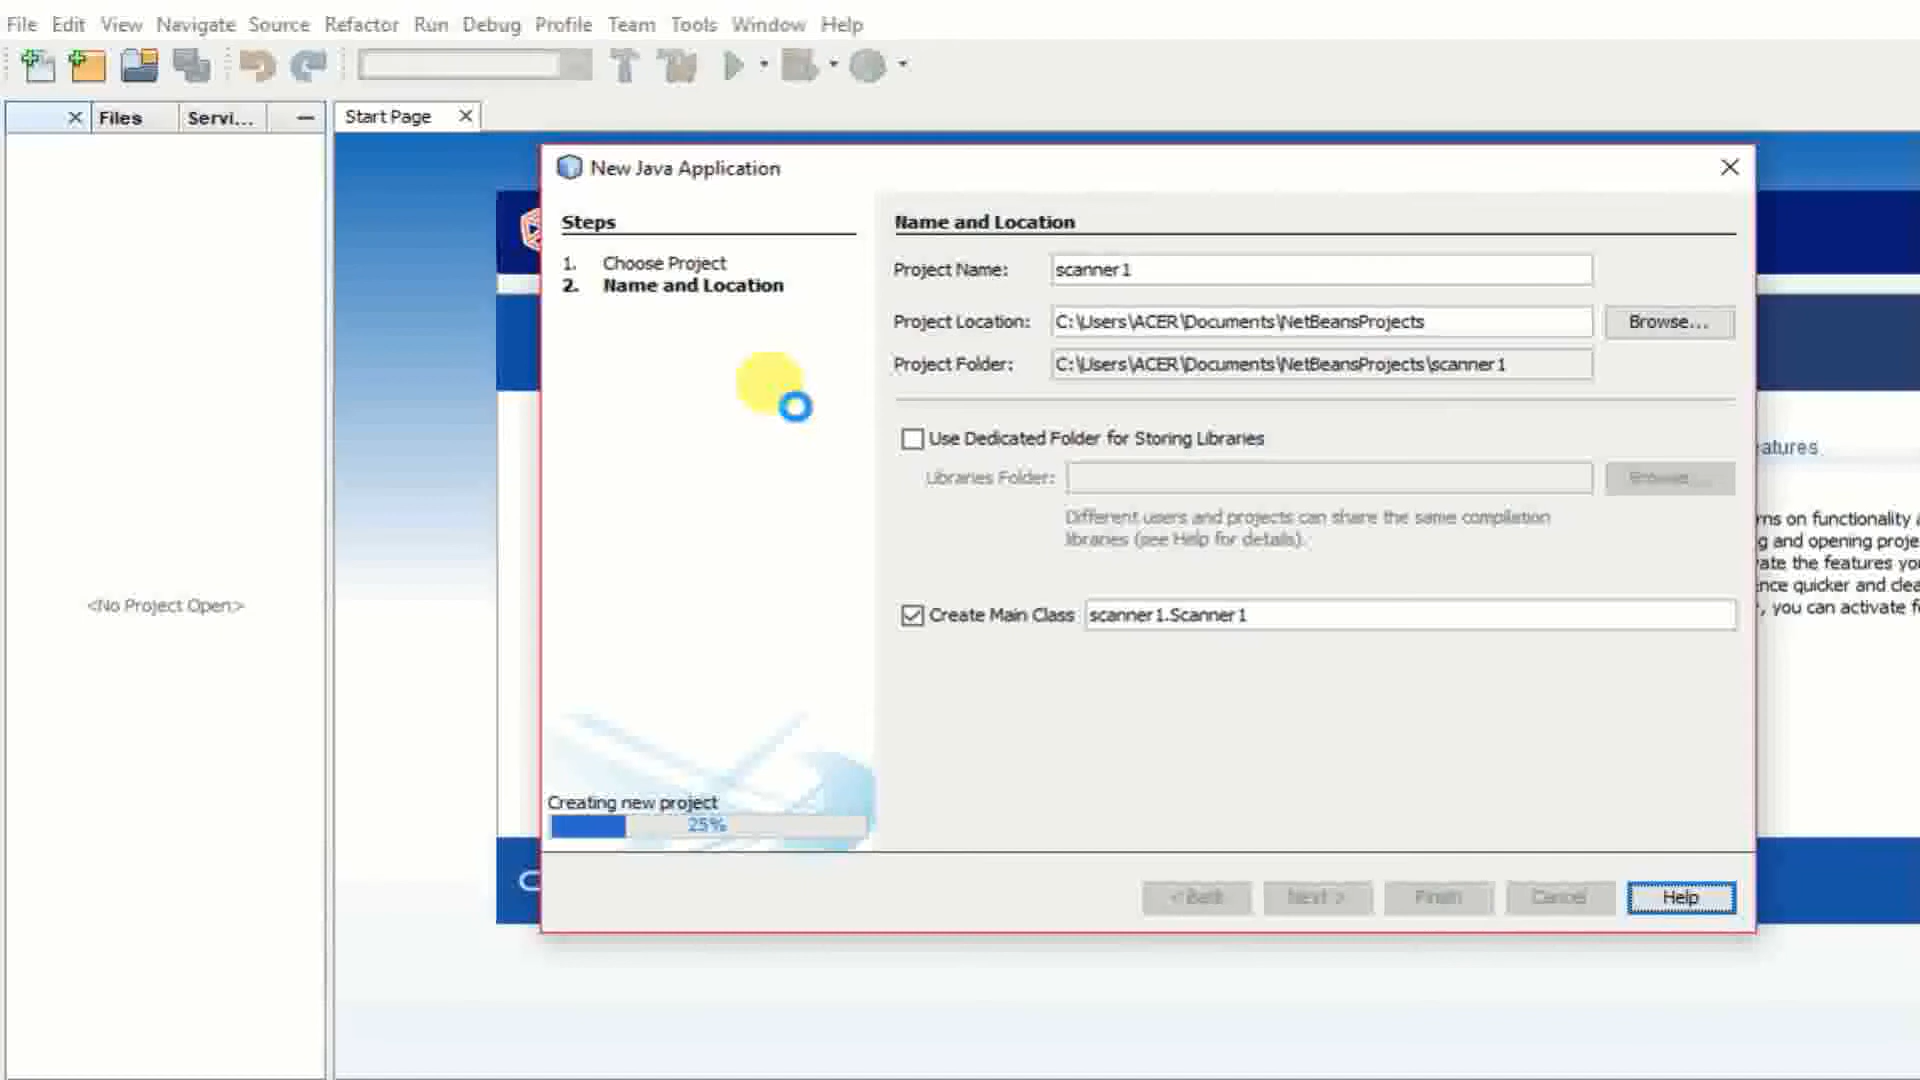 File Edit View Navigate Source Refactor Run Debug Profile Team Tools Window Help
Files Servi...
Start Page
New Java Application
Steps
1. Choose Project
2. Name and Location
Name and Location
Project Name: scanner1
Project Location: C:\Users\ACER\Documents\NetBeansProjects Browse...
Project Folder: C:\Users\ACER\Documents\NetBeansProjects\scanner1
Use Dedicated Folder for Storing Libraries
Libraries Folder: Browse...
Different users and projects can share the same compilation
libraries (see Help for details).
Create Main Class scanner1.Scanner1
<No Project Open>
Creating new project
25%
< Back Next > Finish Cancel Help
atures
rns on functionality
g and opening proje
ate the features yo
nce quicker and clea
, you can activate f